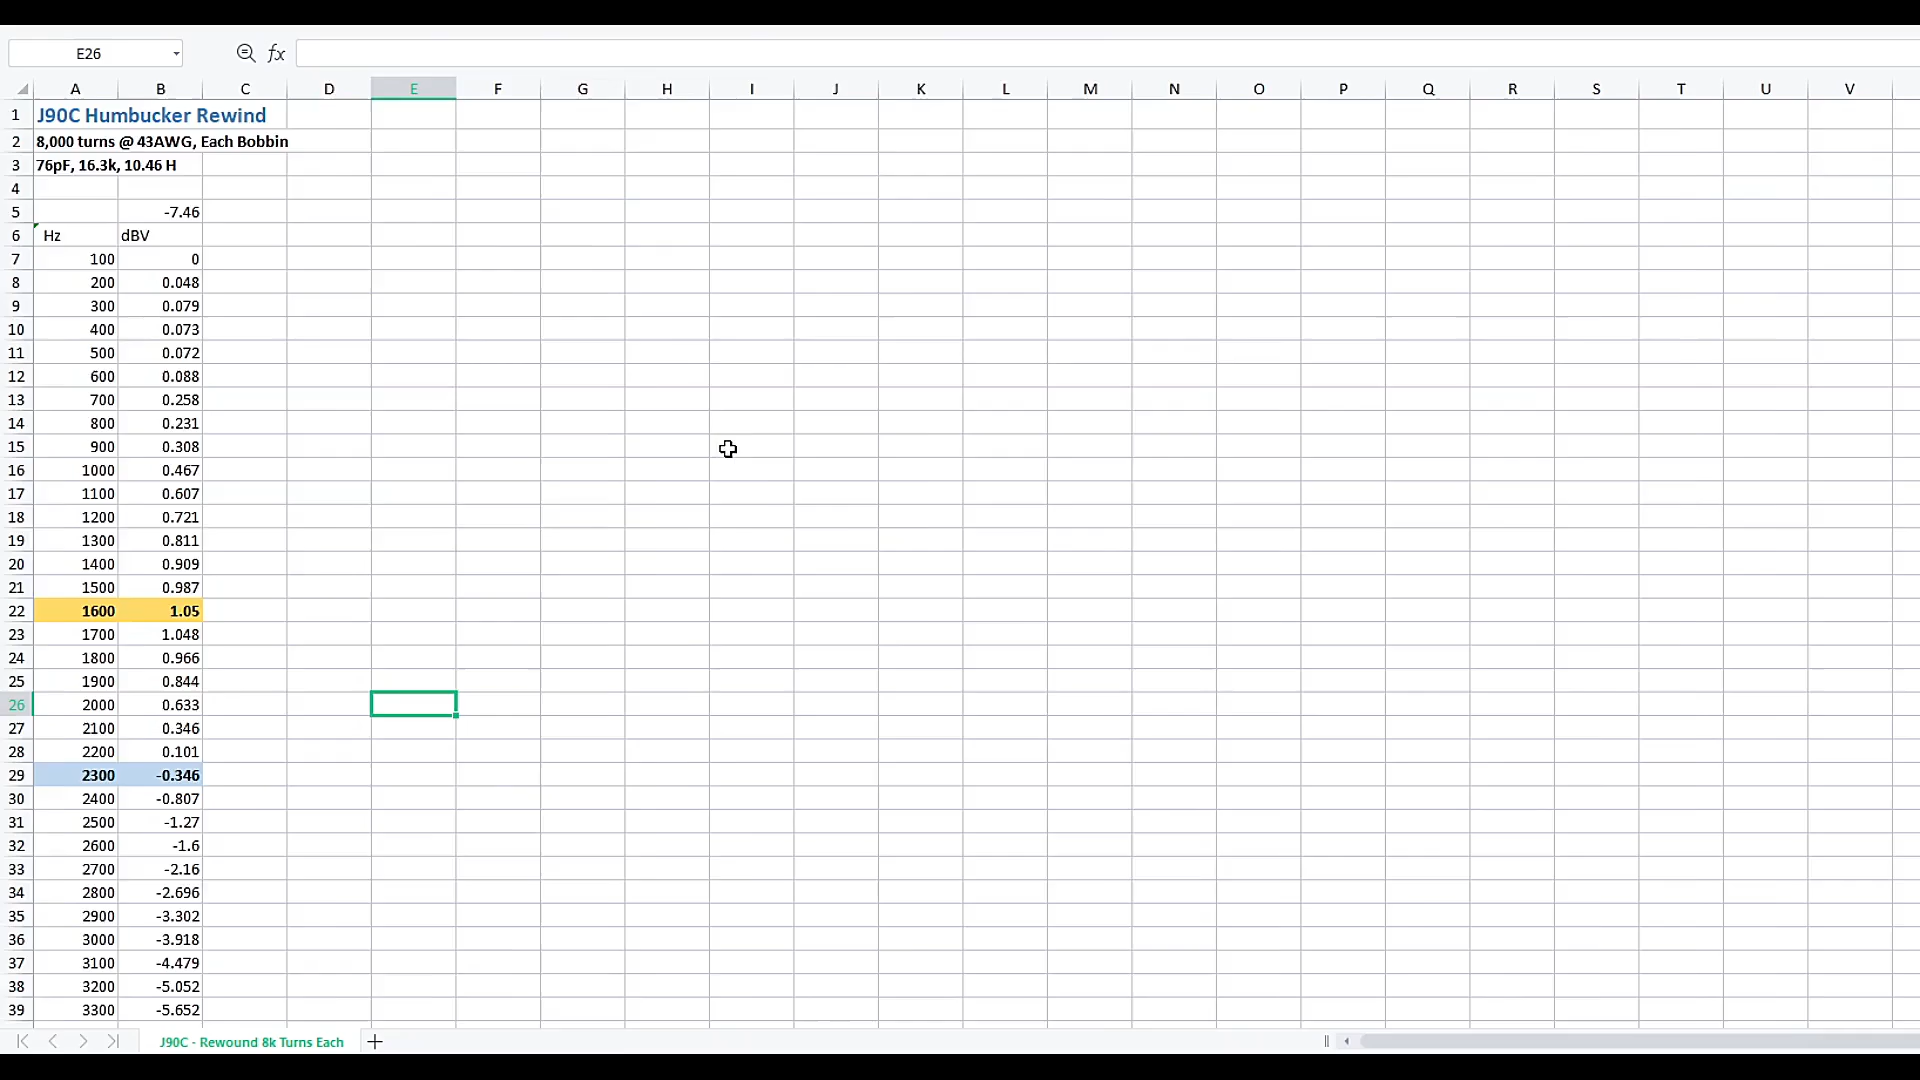 E26 fx
A B C D E F G H I J K L M N O P Q R S T U V
1 J90C Humbucker Rewind
2 8,000 turns @ 43AWG, Each Bobbin
3 76pF, 16.3k, 10.46 H
4
5 -7.46
6 Hz dBV
7 100 0
8 200 0.048
9 300 0.079
10 400 0.073
11 500 0.072
12 600 0.088
13 700 0.258
14 800 0.231
15 900 0.308
16 1000 0.467
17 1100 0.607
18 1200 0.721
19 1300 0.811
20 1400 0.909
21 1500 0.987
22 1600 1.05
23 1700 1.048
24 1800 0.966
25 1900 0.844
26 2000 0.633
27 2100 0.346
28 2200 0.101
29 2300 -0.346
30 2400 -0.807
31 2500 -1.27
32 2600 -1.6
33 2700 -2.16
34 2800 -2.696
35 2900 -3.302
36 3000 -3.918
37 3100 -4.479
38 3200 -5.052
39 3300 -5.652
J90C - Rewound 8k Turns Each